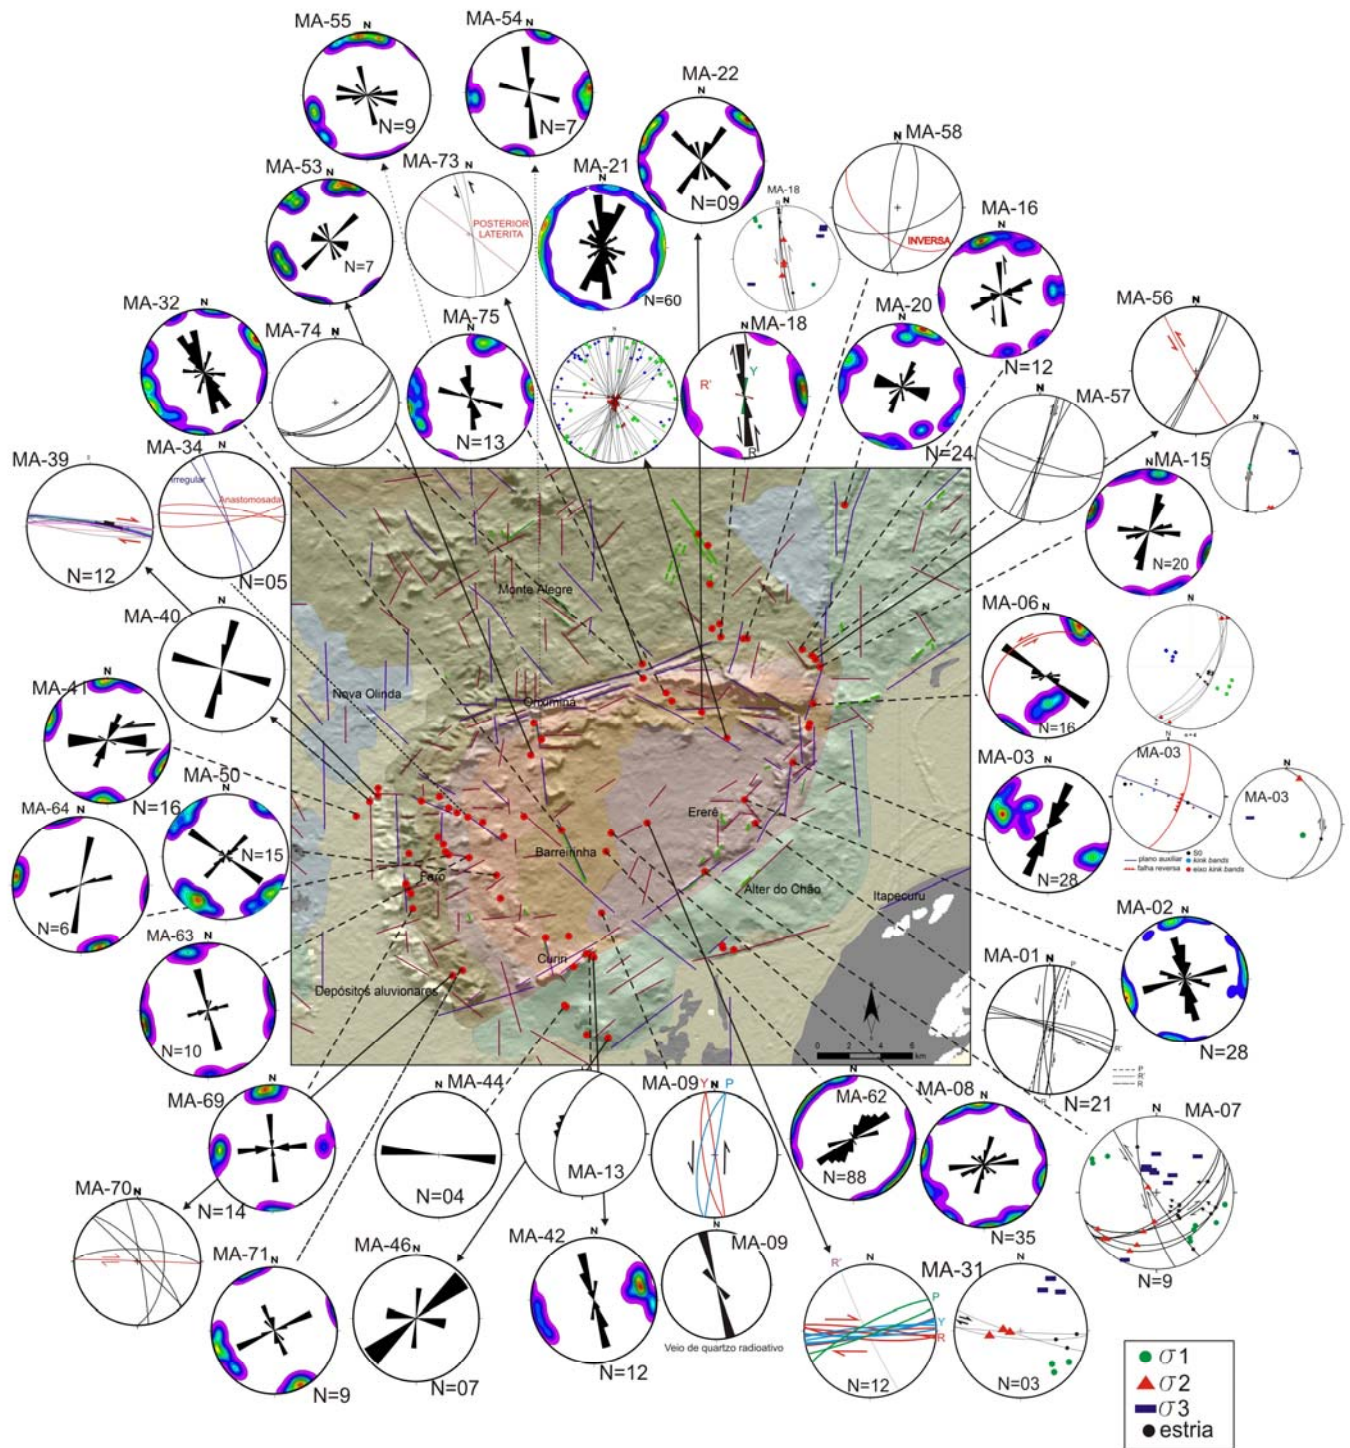 MA-55
N
N=9
MA-54
N
N=7
MA-22
N
N=09
MA-58
N
INVERSA
MA-53
N
N=7
MA-73
N
POSTERIOR
LATERITA
MA-21
N
N=60
MA-18
N
R
MA-16
N
N=12
MA-32
N
MA-74
N
MA-75
N
N=13
MA-18
N
R'
Y
R
MA-20
N
N=24
MA-56
N
MA-57
N
MA-15
N
N=20
MA-39
N=12
MA-34
N
Irregular
Anastomosada
N=05
MA-40
N
MA-41
N
N=16
MA-06
N
N=16
MA-03
N
N=28
MA-03
N
plano auxiliar
falha reversa
S0
kink bands
eixo kink bands
MA-03
N
MA-50
N
N=15
MA-64
N
N=6
MA-63
N
N=10
MA-02
N
N=28
MA-01
N
P
R'
R
P
R'
R
N=21
Monte Alegre
Nova Olinda
Oriximiná
Ererê
Barreirinha
Faro
Alter do Chão
Itapecuru
Curiri
Depósitos aluvionares
0 2 4 6
km
MA-69
N
N=14
MA-44
N
N=04
MA-13
MA-09
Y
N
P
MA-62
N
N=88
MA-08
N
N=35
MA-07
N
N=9
MA-70
N
MA-71
N
N=9
MA-46
N
N=07
MA-42
N
N=12
MA-09
N
Veio de quartzo radioativo
MA-31
N
R'
P
Y
R
N=12
N
N=03
σ1
σ2
σ3
estria